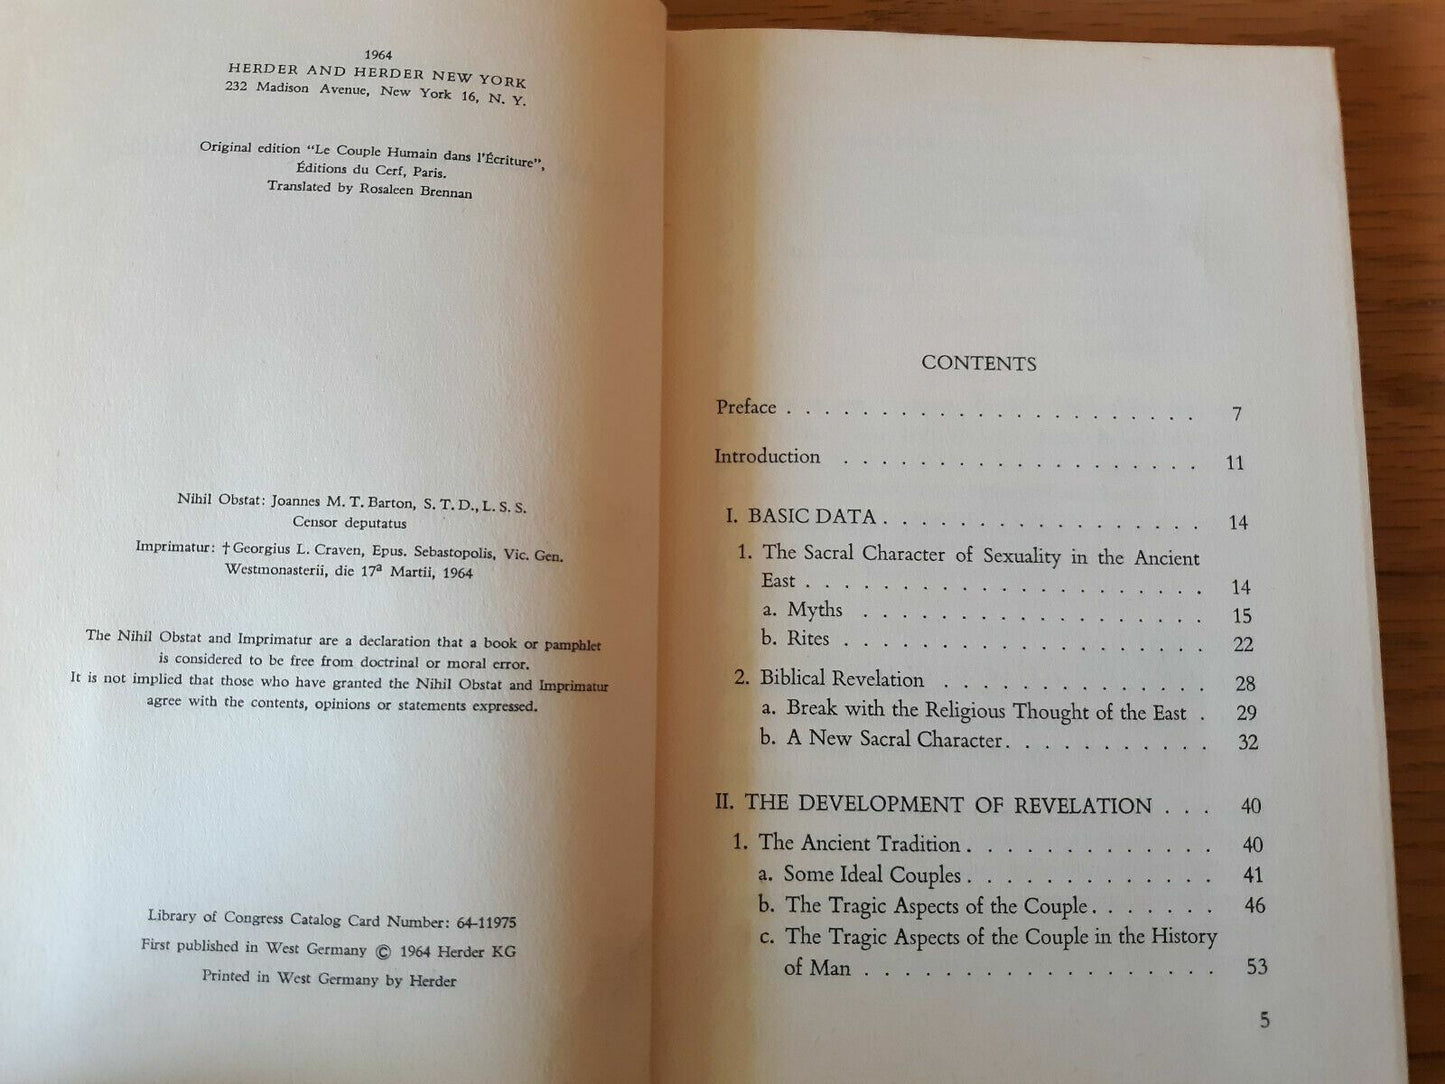 1964
HERDER AND HERDER NEW YORK
232 Madison Avenue, New York 16, N. Y.
Original edition "Le Couple Humain dans l'Écriture",
Éditions du Cerf, Paris.
Translated by Rosaleen Brennan
Nihil Obstat: Joannes M. T. Barton, S. T. D., L. S. S.
Censor deputatus
Imprimatur: †Georgius L. Craven, Epus. Sebastopolis, Vic. Gen.
Westmonasterii, die 17ª Martii, 1964
The Nihil Obstat and Imprimatur are a declaration that a book or pamphlet
is considered to be free from doctrinal or moral error.
It is not implied that those who have granted the Nihil Obstat and Imprimatur
agree with the contents, opinions or statements expressed.
Library of Congress Catalog Card Number: 64-11975
First published in West Germany © 1964 Herder KG
Printed in West Germany by Herder
CONTENTS
Preface . . . . . . . . . . . . . . . . . . . . . . 7
Introduction . . . . . . . . . . . . . . . . . . . 11
I. BASIC DATA . . . . . . . . . . . . . . . . . 14
1. The Sacral Character of Sexuality in the Ancient
East . . . . . . . . . . . . . . . . . . . . . 14
a. Myths . . . . . . . . . . . . . . . . . . 15
b. Rites . . . . . . . . . . . . . . . . . . . 22
2. Biblical Revelation . . . . . . . . . . . . . . 28
a. Break with the Religious Thought of the East . 29
b. A New Sacral Character . . . . . . . . . . . 32
II. THE DEVELOPMENT OF REVELATION . . . 40
1. The Ancient Tradition . . . . . . . . . . . . . 40
a. Some Ideal Couples . . . . . . . . . . . . . 41
b. The Tragic Aspects of the Couple . . . . . . . 46
c. The Tragic Aspects of the Couple in the History
of Man . . . . . . . . . . . . . . . . . . 53
5